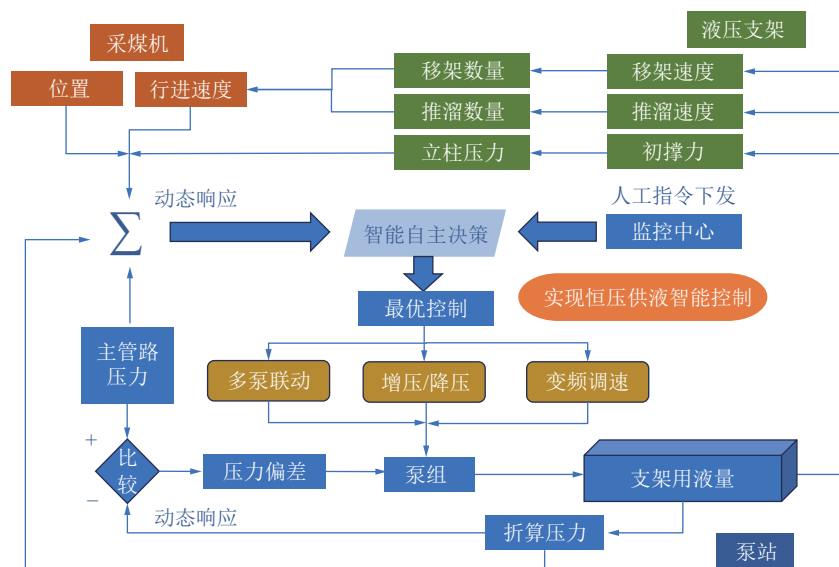 采煤机
液压支架
位置
行进速度
移架数量
移架速度
推溜数量
推溜速度
立柱压力
初撑力
动态响应
人工指令下发
∑
智能自主决策
监控中心
最优控制
实现恒压供液智能控制
主管路
压力
多泵联动
增压/降压
变频调速
+
比
较
−
压力偏差
泵组
支架用液量
动态响应
折算压力
泵站